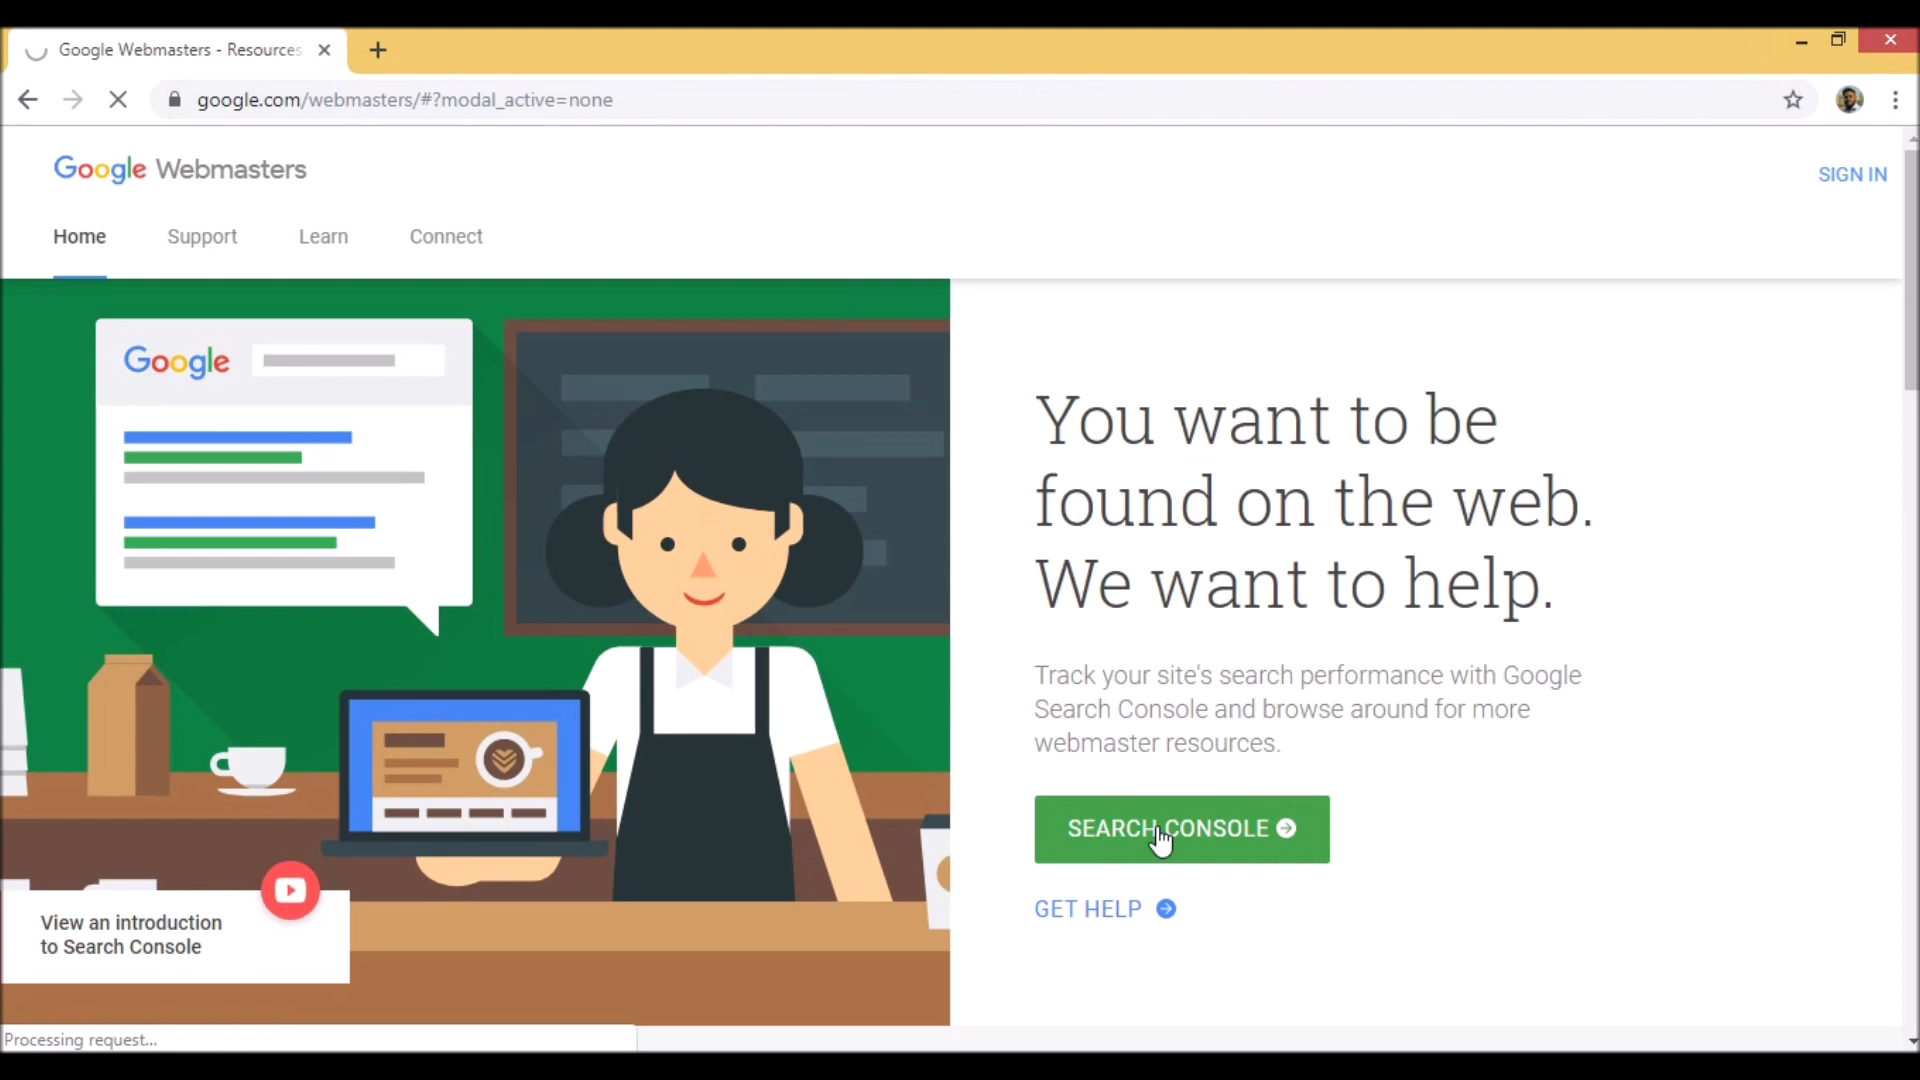 Google Webmasters - Resources
google.com/webmasters/#?modal_active=none
Google Webmasters
SIGN IN
Home
Support
Learn
Connect
Google
You want to be
found on the web.
We want to help.
Track your site's search performance with Google
Search Console and browse around for more
webmaster resources.
SEARCH CONSOLE
GET HELP
View an introduction
to Search Console
Processing request...